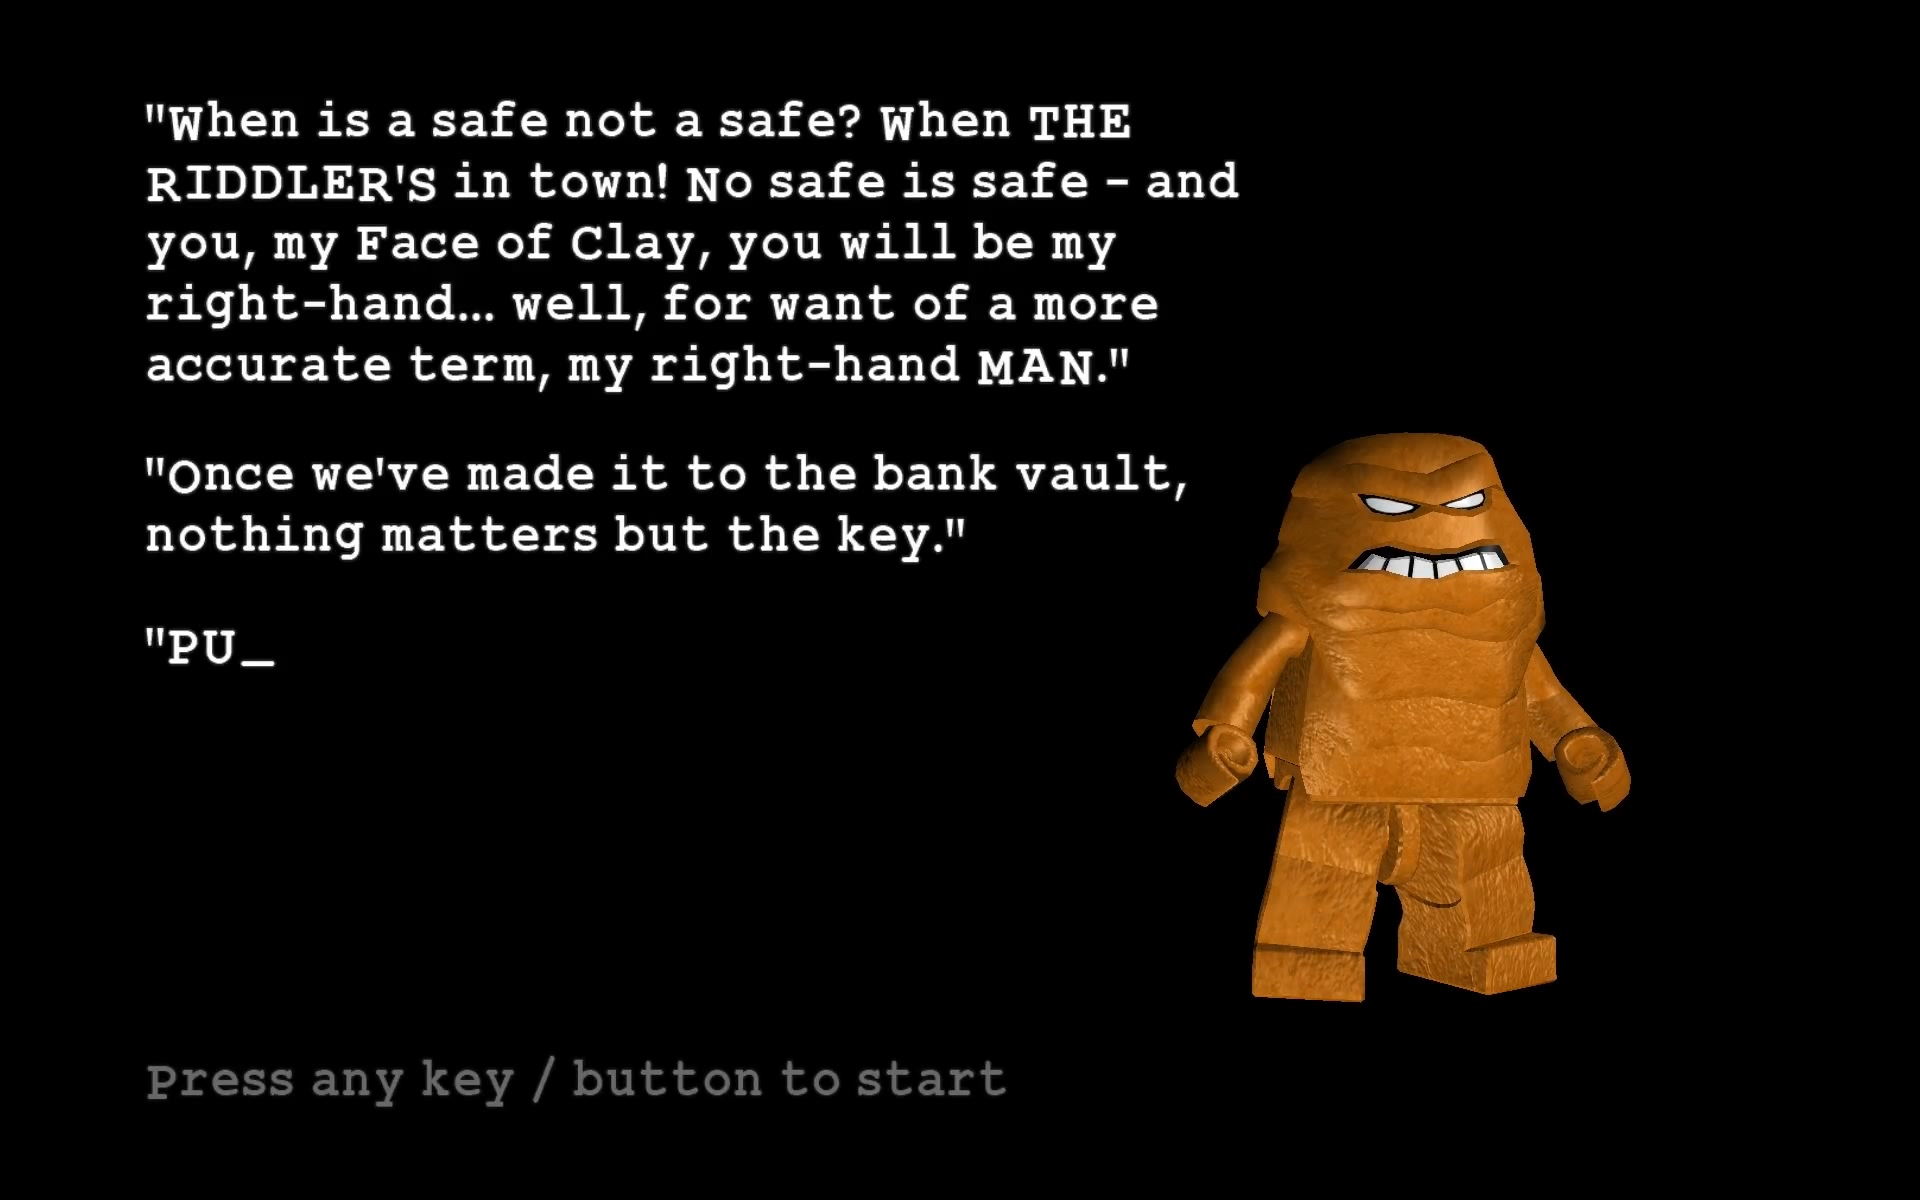 "When is a safe not a safe? When THE
RIDDLER'S in town! No safe is safe - and
you, my Face of Clay, you will be my
right-hand... well, for want of a more
accurate term, my right-hand MAN."
"Once we've made it to the bank vault,
nothing matters but the key."
"PU_
Press any key / button to start